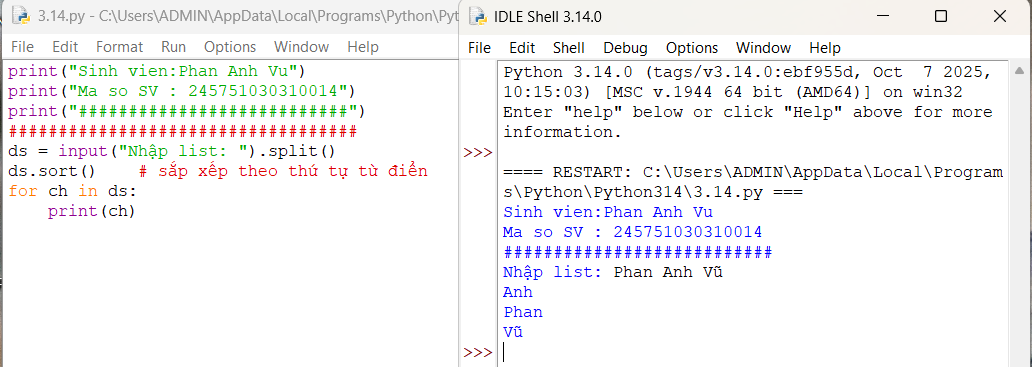 3.14.py - C:\Users\ADMIN\AppData\Local\Programs\Python\Pyt
File Edit Format Run Options Window Help
print("Sinh vien:Phan Anh Vu")
print("Ma so SV : 245751030310014")
print("###########################")
###################################
ds = input("Nhập list: ").split()
ds.sort()    # sắp xếp theo thứ tự từ điển
for ch in ds:
    print(ch)
IDLE Shell 3.14.0
File Edit Shell Debug Options Window Help
Python 3.14.0 (tags/v3.14.0:ebf955d, Oct  7 2025,
10:15:03) [MSC v.1944 64 bit (AMD64)] on win32
Enter "help" below or click "Help" above for more
information.
>>>
==== RESTART: C:\Users\ADMIN\AppData\Local\Program
s\Python\Python314\3.14.py ===
Sinh vien:Phan Anh Vu
Ma so SV : 245751030310014
###########################
Nhập list: Phan Anh Vũ
Anh
Phan
Vũ
>>>